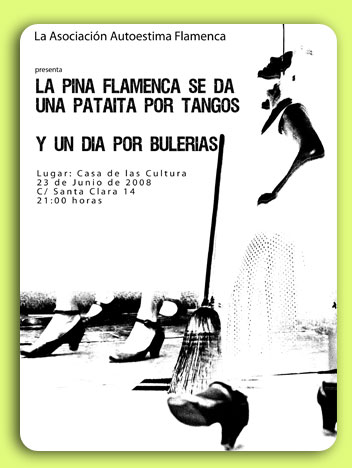 La Asociación Autoestima Flamenca
presenta
LA PINA FLAMENCA SE DA
UNA PATAITA POR TANGOS
Y UN DIA POR BULERIAS
Lugar: Casa de las Cultura
23 de Junio de 2008
C/ Santa Clara 14
21:00 horas